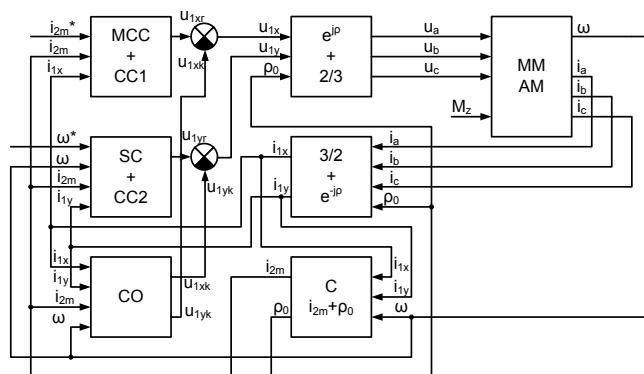 i2m*
i2m
i1x
MCC
+
CC1
u1xr
u1xk
u1x
u1y
ρ0
e^jρ
+
2/3
ua
ub
uc
MM
AM
Mz
ω
ia
ib
ic
ω*
ω
i2m
i1y
SC
+
CC2
u1yr
u1yk
i1x
i1y
3/2
+
e^-jρ
ia
ib
ic
ρ0
i1x
i1y
i2m
ω
CO
u1xk
u1yk
i2m
ρ0
C
i2m+ρ0
i1x
i1y
ω